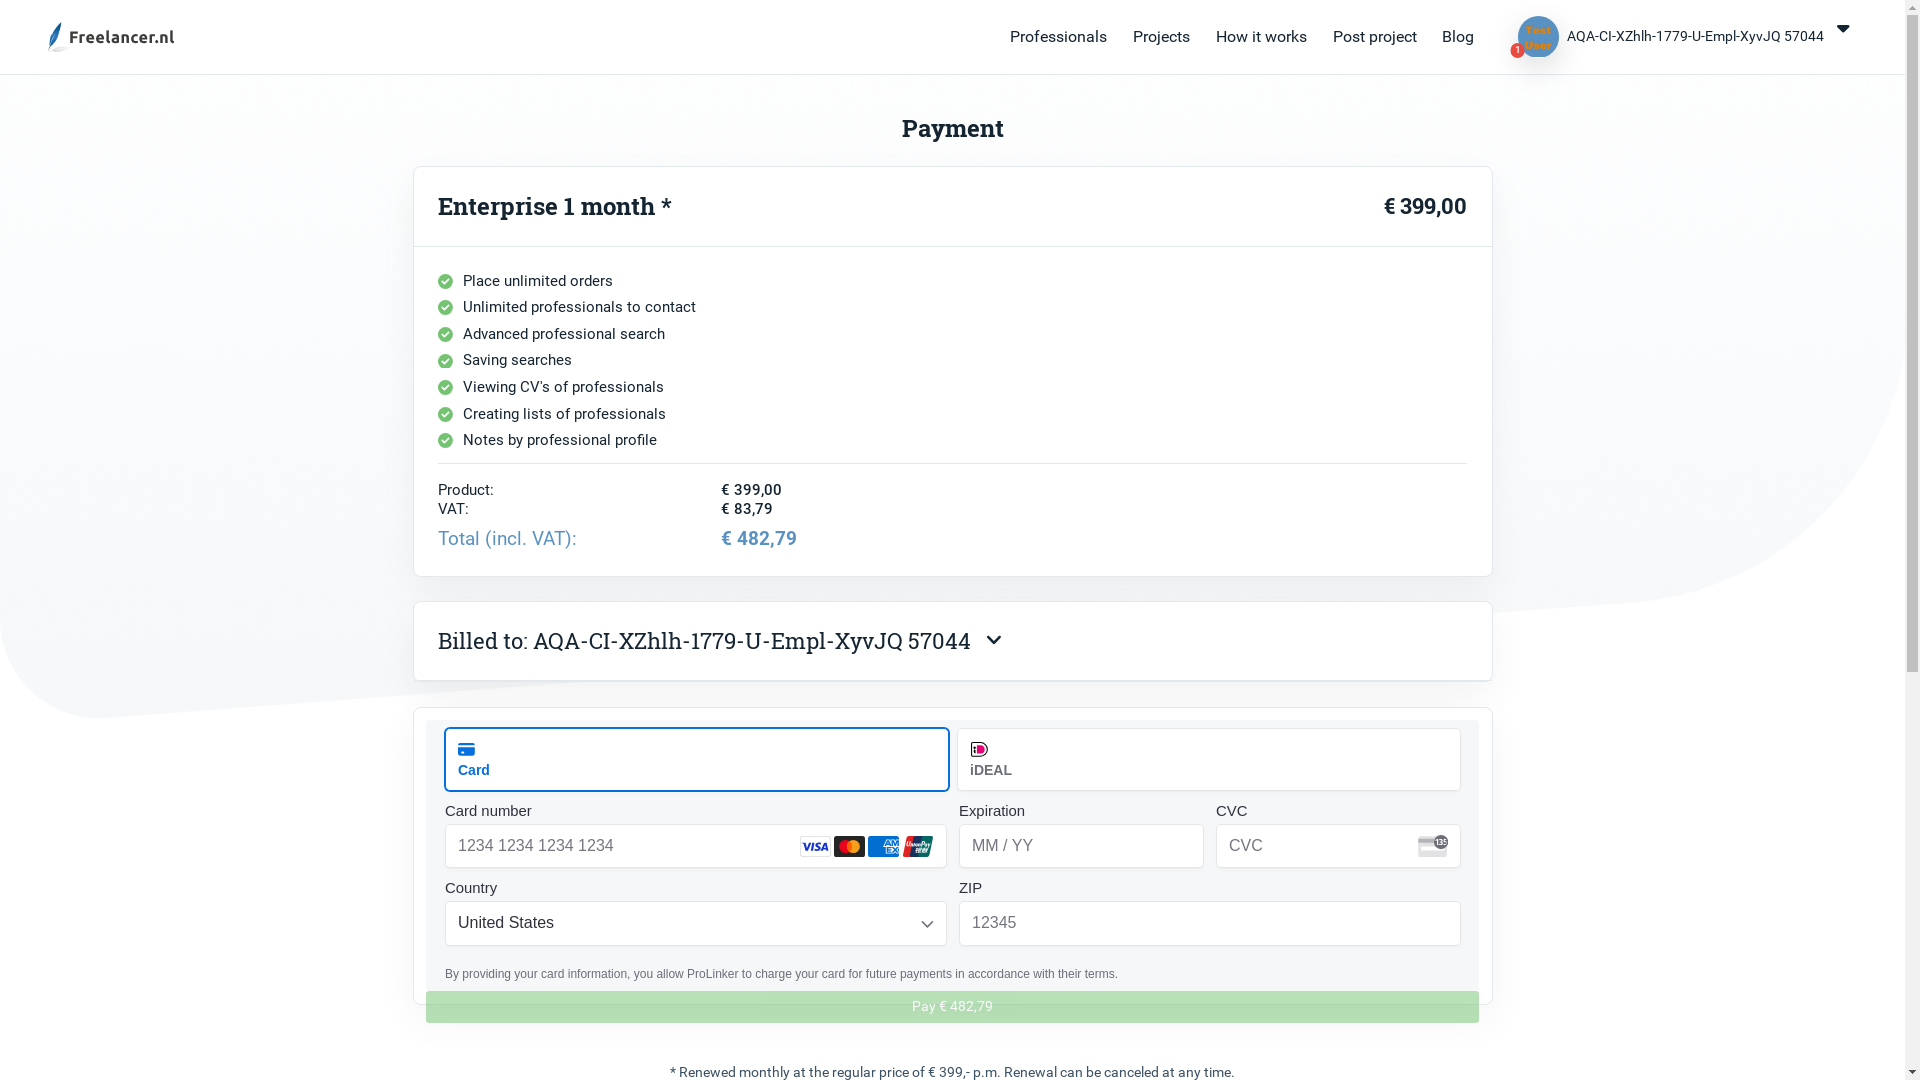 Freelancer.nl
Professionals
Projects
How it works
Post project
Blog
Test
User
1
AQA-CI-XZhlh-1779-U-Empl-XyvJQ 57044
Payment
Enterprise 1 month *
€ 399,00
Place unlimited orders
Unlimited professionals to contact
Advanced professional search
Saving searches
Viewing CV's of professionals
Creating lists of professionals
Notes by professional profile
Product: € 399,00
VAT: € 83,79
Total (incl. VAT): € 482,79
Billed to: AQA-CI-XZhlh-1779-U-Empl-XyvJQ 57044
Card
iDEAL
Card number
Expiration
CVC
1234 1234 1234 1234
VISA
AM
EX
UnionPay
MM / YY
CVC
135
Country
ZIP
United States
12345
By providing your card information, you allow ProLinker to charge your card for future payments in accordance with their terms.
Pay € 482,79
* Renewed monthly at the regular price of € 399,- p.m. Renewal can be canceled at any time.